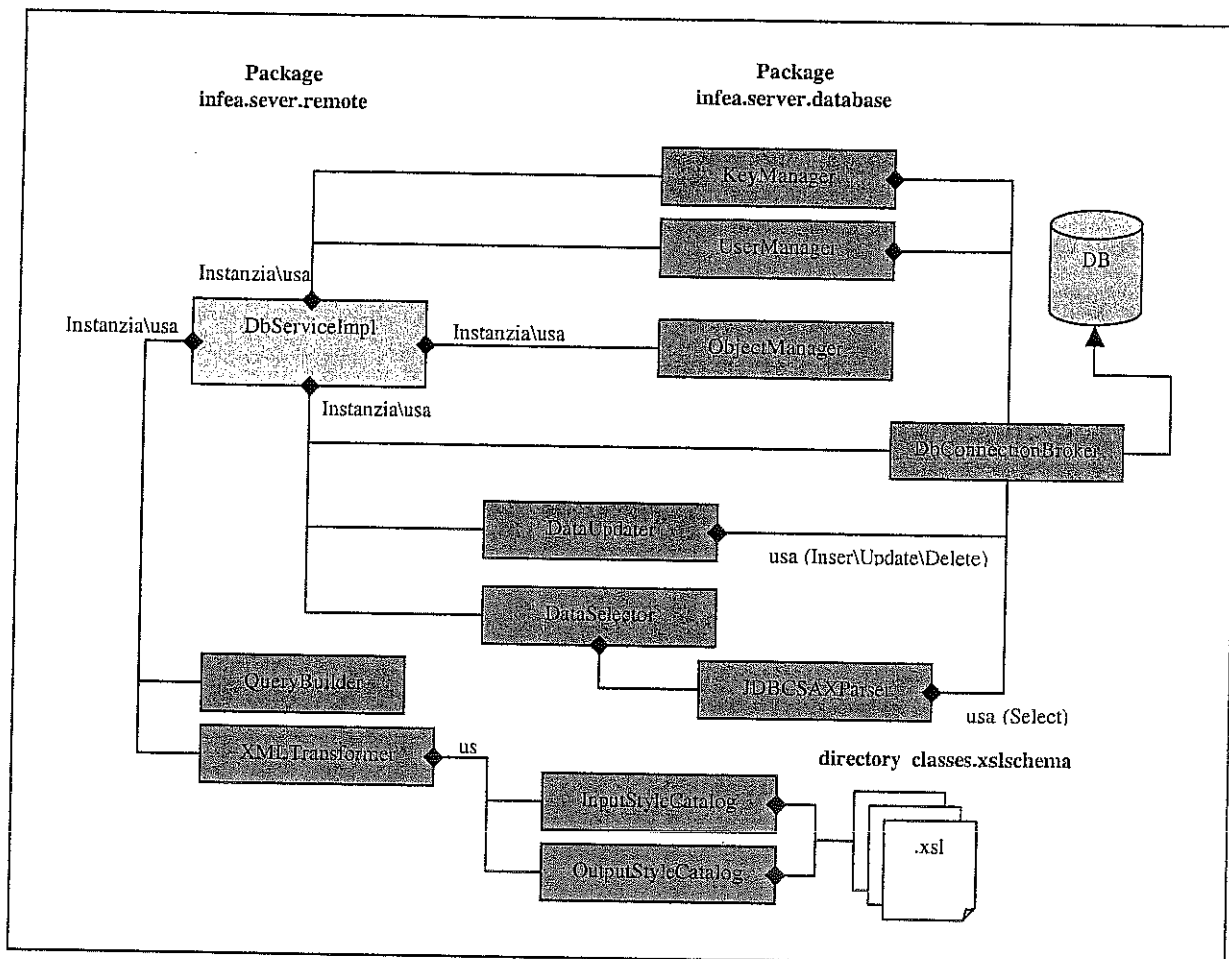 Package
infea.sever.remote
Package
infea.server.database
KeyManager
UserManager
DB
Instanzia\usa
Instanzia\usa
DbServiceImpl
Instanzia\usa
ObjectManager
Instanzia\usa
DbConnectionBroker
DataUpdater
usa (Inser\Update\Delete)
DataSelector
QueryBuilder
JDBCSAXParser
usa (Select)
XMLTransformer
us
directory classes.xslschema
InputStyleCatalog
.xsl
OutputStyleCatalog